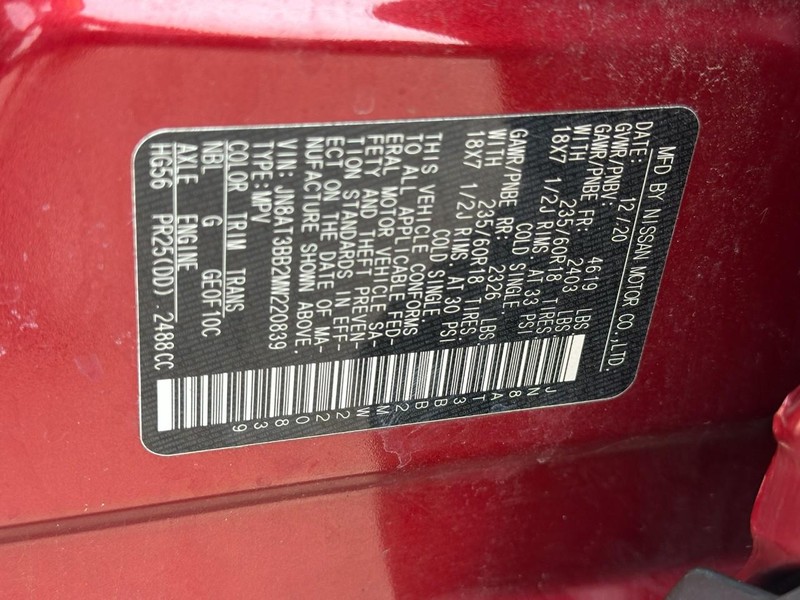 MFD BY NISSAN MOTOR CO.,LTD.
DATE: 12 /20
GVWR/PNBV: 4619 LBS
GAWR/PNBE FR: 2403 LBS
WITH 235/60R18 TIRES,
18X7 1/2J RIMS AT 33 PSI
COLD SINGLE.
GAWR/PNBE RR: 2326 LBS
WITH 235/60R18 TIRES,
18X7 1/2J RIMS AT 30 PSI
COLD SINGLE.
THIS VEHICLE CONFORMS
TO ALL APPLICABLE FED-
ERAL MOTOR VEHICLE SA-
FETY AND THEFT PREVEN-
TION STANDARDS IN EFF-
ECT ON THE DATE OF MA-
NUFACTURE SHOWN ABOVE.
VIN: JN8AT3BB2MW220839
TYPE: MPV
COLOR TRIM TRANS
NBL G GE0F10C
AXLE ENGINE
HG56 PR25(DD) 2488CC
JN8AT3BB2MW220839